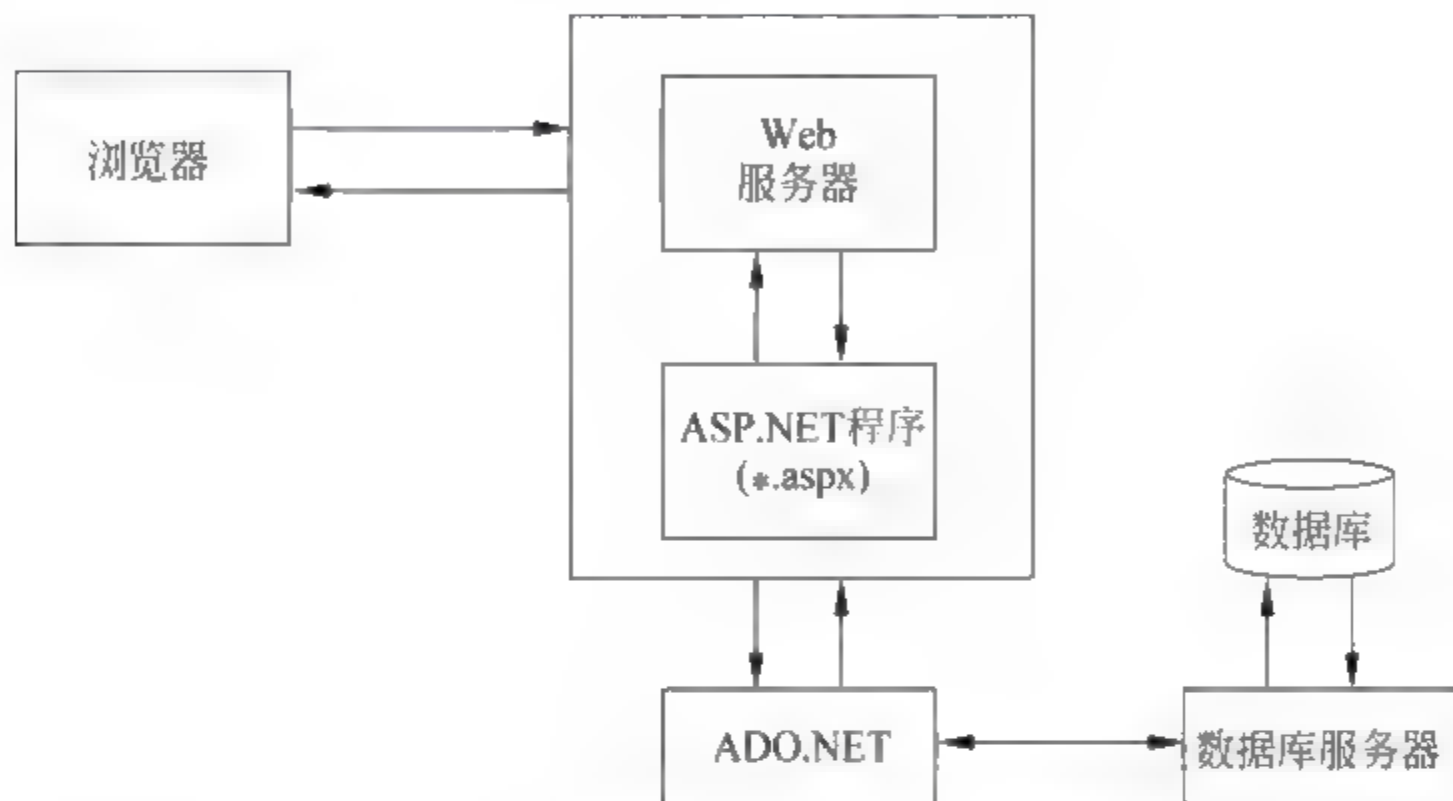 浏览器
Web
服务器
ASP.NET程序
(*.aspx)
数据库
ADO.NET
数据库服务器